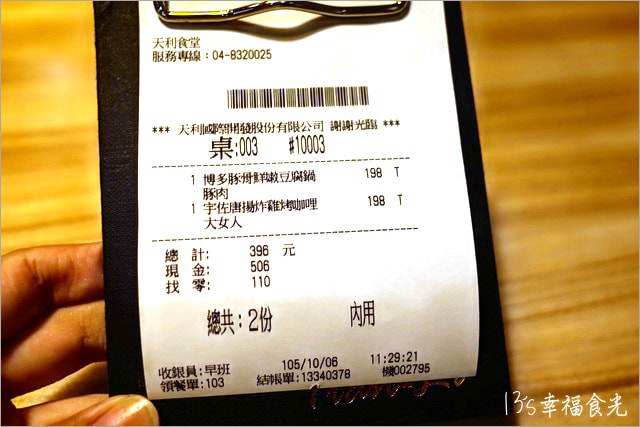 天利食堂
服務專線：04-8320025
*** 天利國際開發股份有限公司 謝謝光臨 ***
桌:003 #10003
1 博多豚骨鮮嫩豆腐鍋 198 T
豚肉
1 宇佐唐揚炸雞烤咖哩 198 T
大女人
總 計: 396 元
現 金: 506
找 零: 110
總共:2份 內用
收銀員:早班 105/10/06 11:29:21
領餐單:103 結帳單:13340378 機002795
13's幸福食光